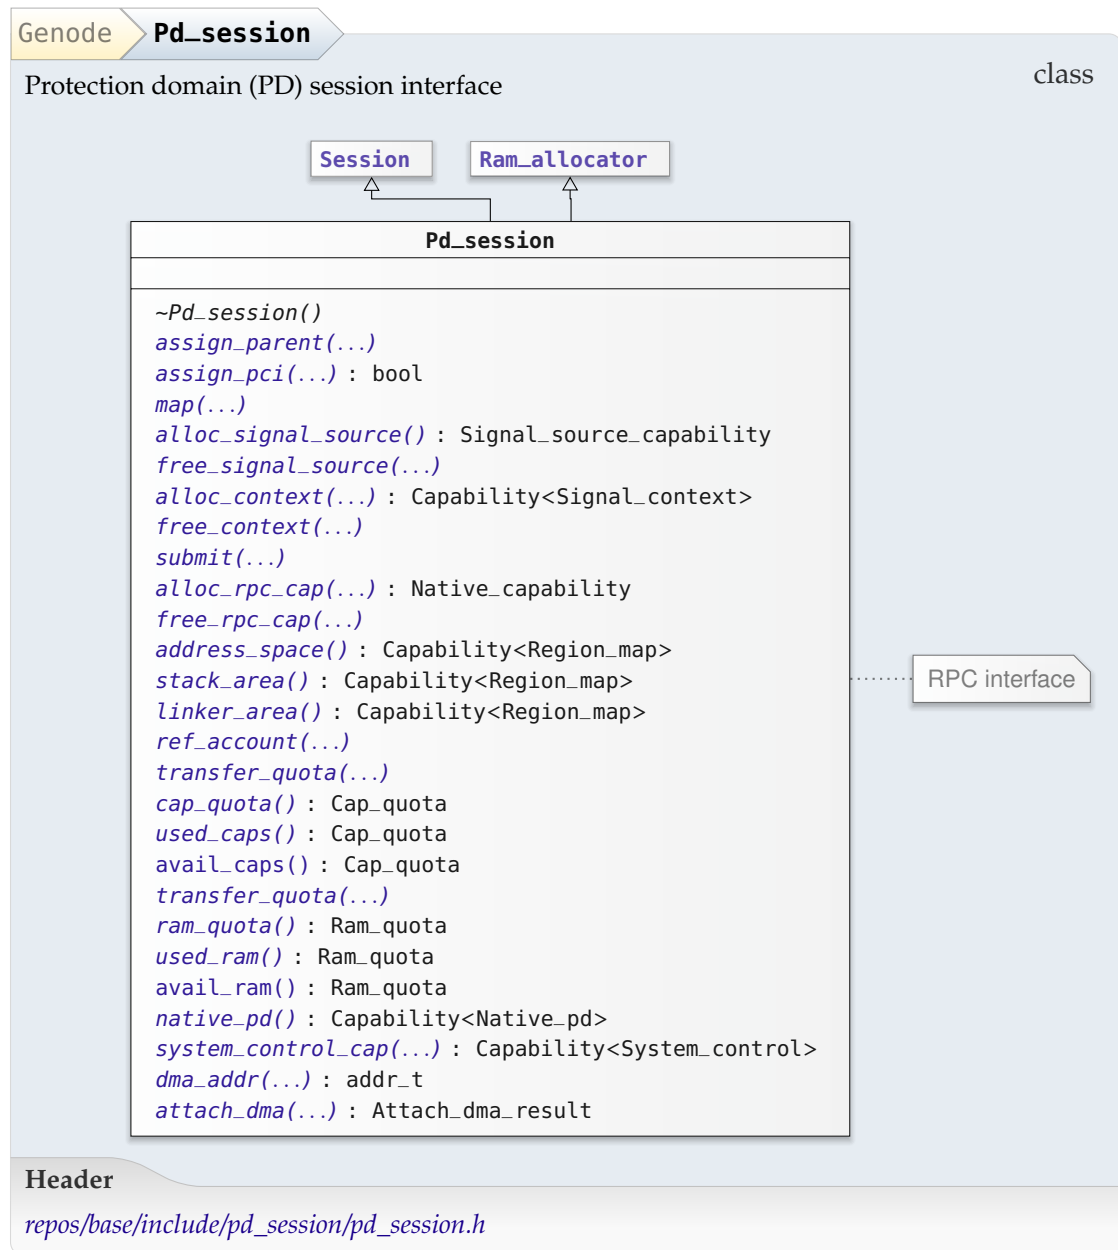 Genode Pd_session
class
Protection domain (PD) session interface
Session Ram_allocator
Pd_session
~Pd_session()
assign_parent(...)
assign_pci(...) : bool
map(...)
alloc_signal_source() : Signal_source_capability
free_signal_source(...)
alloc_context(...) : Capability<Signal_context>
free_context(...)
submit(...)
alloc_rpc_cap(...) : Native_capability
free_rpc_cap(...)
address_space() : Capability<Region_map>
stack_area() : Capability<Region_map>
RPC interface
linker_area() : Capability<Region_map>
ref_account(...)
transfer_quota(...)
cap_quota() : Cap_quota
used_caps() : Cap_quota
avail_caps() : Cap_quota
transfer_quota(...)
ram_quota() : Ram_quota
used_ram() : Ram_quota
avail_ram() : Ram_quota
native_pd() : Capability<Native_pd>
system_control_cap(...) : Capability<System_control>
dma_addr(...) : addr_t
attach_dma(...) : Attach_dma_result
Header
repos/base/include/pd_session/pd_session.h